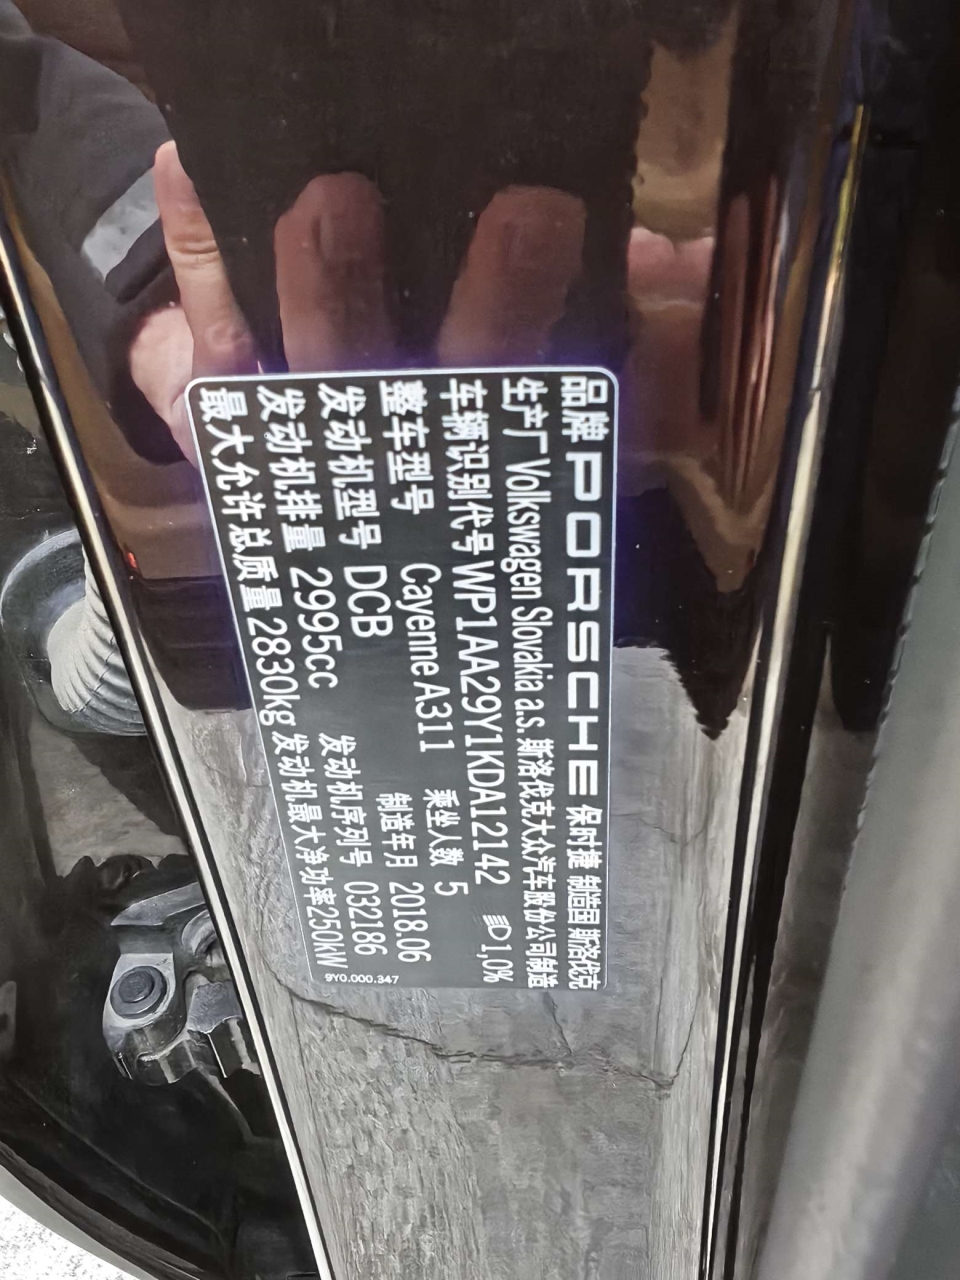 品牌 PORSCHE 保时捷 制造国 斯洛伐克
生产厂 Volkswagen Slovakia a.s. 斯洛伐克大众汽车股份公司制造
车辆识别代号 WP1AA29Y1KDA12142 1,0%
整车型号 Cayenne A311 乘坐人数 5
发动机型号 DCB 制造年月 2018.06
发动机排量 2995cc 发动机序列号 032186
最大允许总质量 2830kg 发动机最大净功率250kW
9Y0.000.347